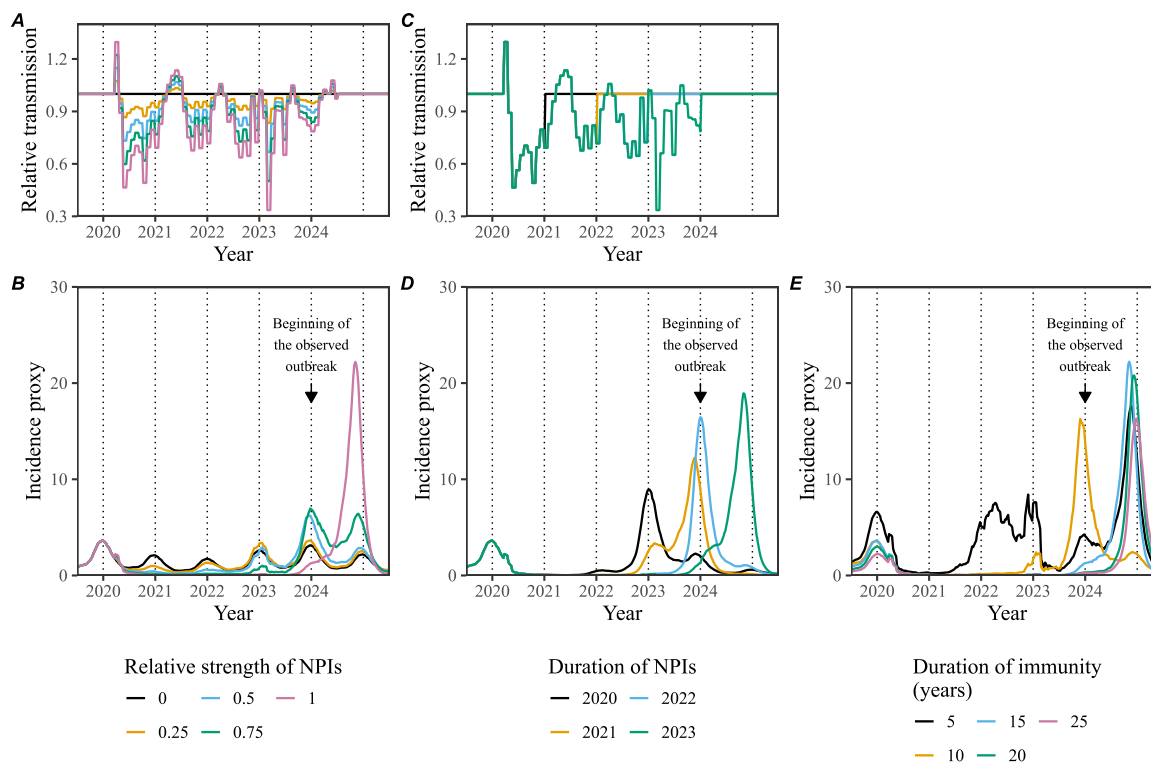 A
Relative transmission
1.2
0.9
0.6
0.3
2020 2021 2022 2023 2024
Year
C
Relative transmission
1.2
0.9
0.6
0.3
2020 2021 2022 2023 2024
Year
B
Incidence proxy
30
20
10
0
Beginning of
the observed
outbreak
2020 2021 2022 2023 2024
Year
D
Incidence proxy
30
20
10
0
Beginning of
the observed
outbreak
2020 2021 2022 2023 2024
Year
E
Incidence proxy
30
20
10
0
Beginning of
the observed
outbreak
2020 2021 2022 2023 2024
Year
Relative strength of NPIs
0 0.5 1
0.25 0.75
Duration of NPIs
2020 2022
2021 2023
Duration of immunity
(years)
5 15 25
10 20